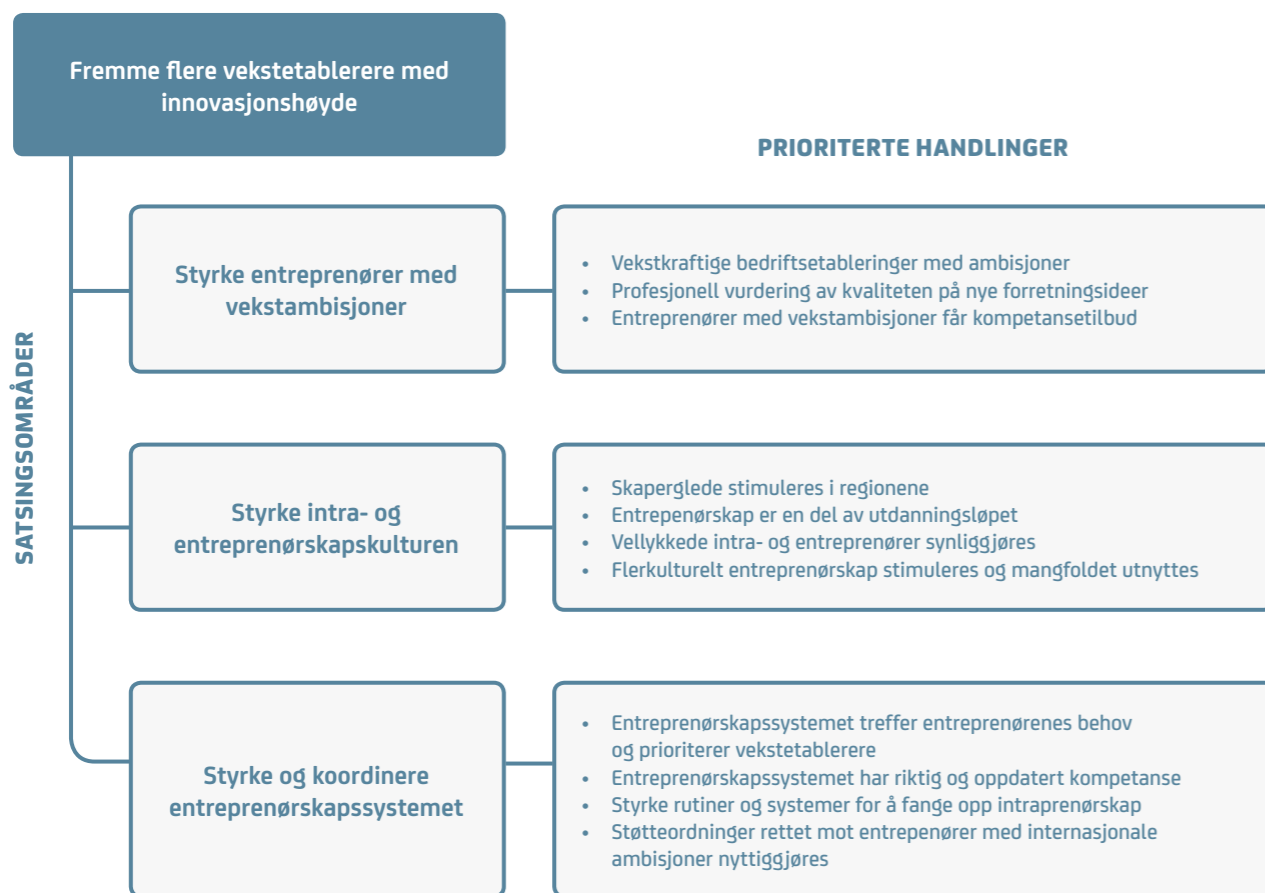 Fremme flere vekstetablerere med
innovasjonshøyde
PRIORITERTE HANDLINGER
SATSINGSOMRÅDER
Styrke entreprenører med
vekstambisjoner
• Vekstkraftige bedriftsetableringer med ambisjoner
• Profesjonell vurdering av kvaliteten på nye forretningsideer
• Entreprenører med vekstambisjoner får kompetansetilbud
Styrke intra- og
entreprenørskapskulturen
• Skaperglede stimuleres i regionene
• Entrepenørskap er en del av utdanningsløpet
• Vellykkede intra- og entreprenører synliggjøres
• Flerkulturelt entreprenørskap stimuleres og mangfoldet utnyttes
Styrke og koordinere
entreprenørskapssystemet
• Entreprenørskapssystemet treffer entreprenørenes behov
og prioriterer vekstetablerere
• Entreprenørskapssystemet har riktig og oppdatert kompetanse
• Styrke rutiner og systemer for å fange opp intraprenørskap
• Støtteordninger rettet mot entrepenører med internasjonale
ambisjoner nyttiggjøres